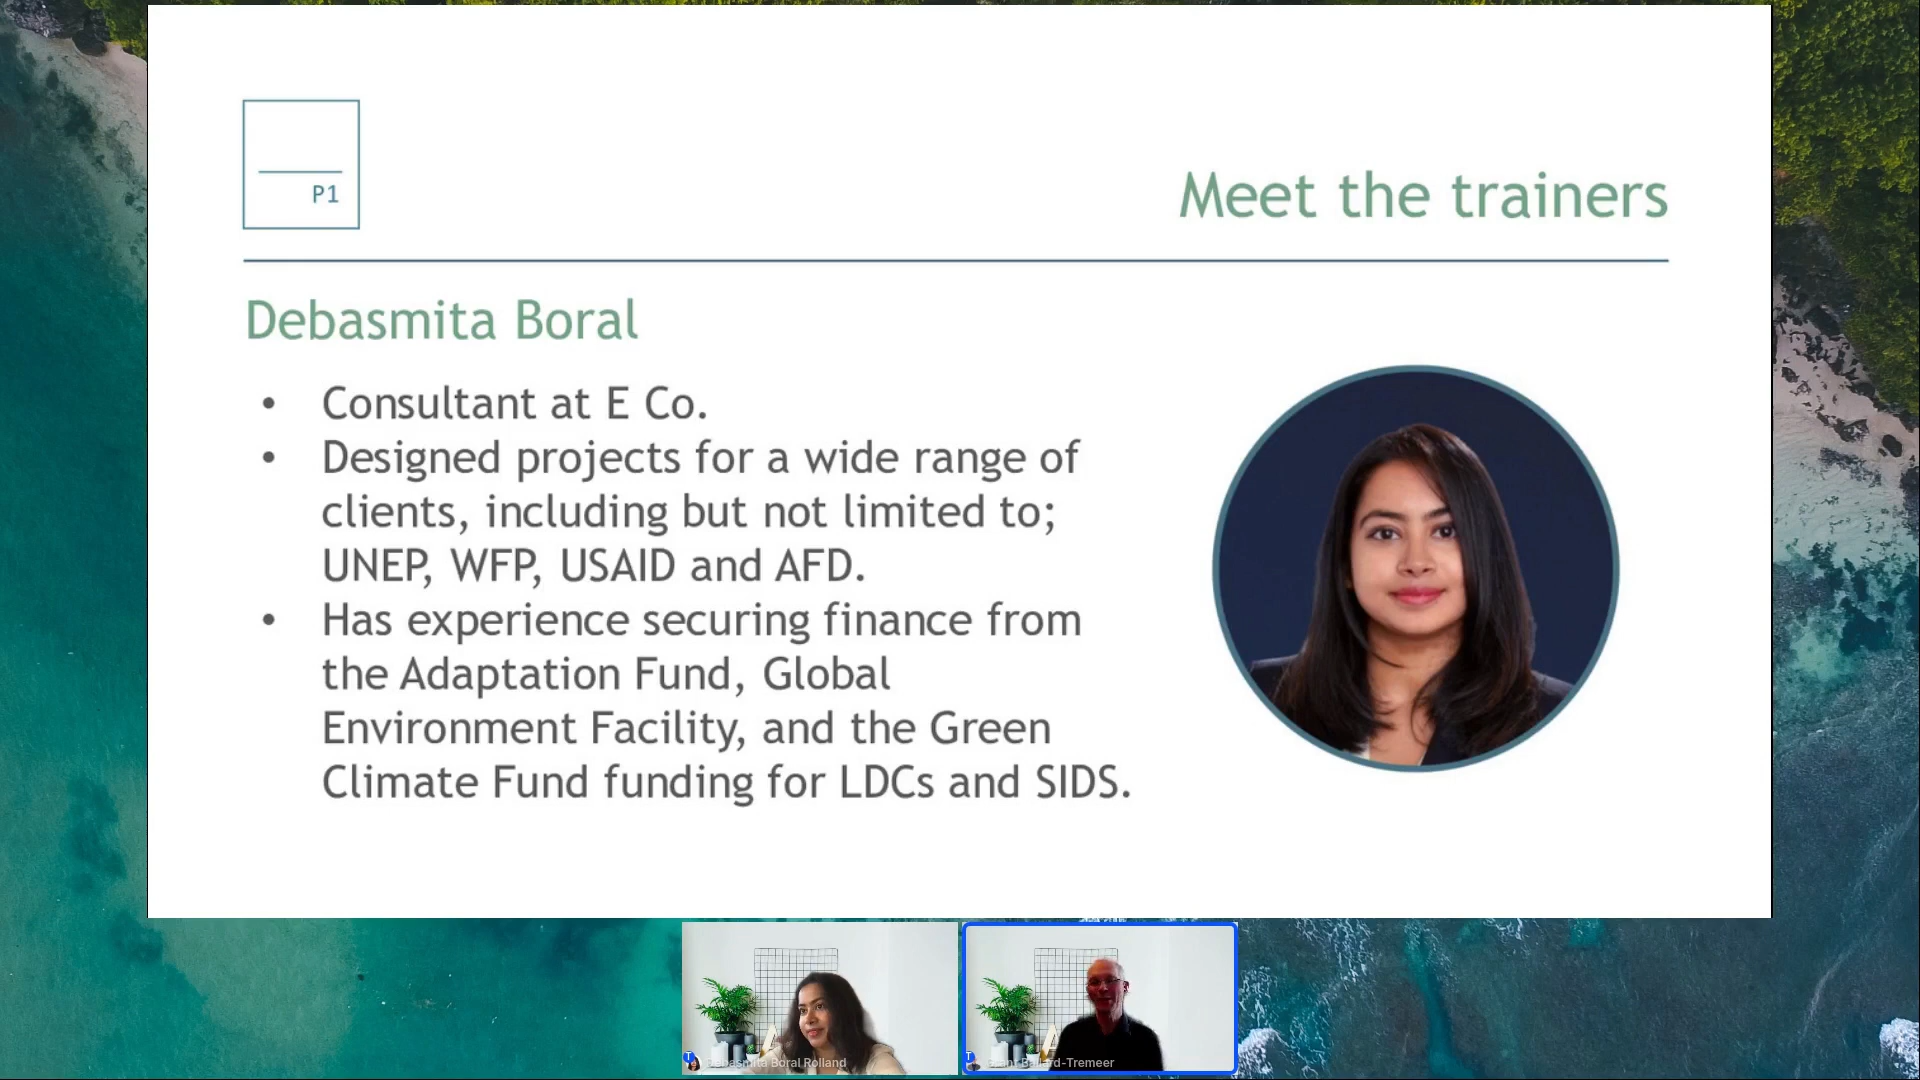 P1
Meet the trainers
Debasmita Boral
• Consultant at E Co.
• Designed projects for a wide range of
clients, including but not limited to;
UNEP, WFP, USAID and AFD.
• Has experience securing finance from
the Adaptation Fund, Global
Environment Facility, and the Green
Climate Fund funding for LDCs and SIDS.
Debasmita Boral Rolland
Ballard-Tremeer